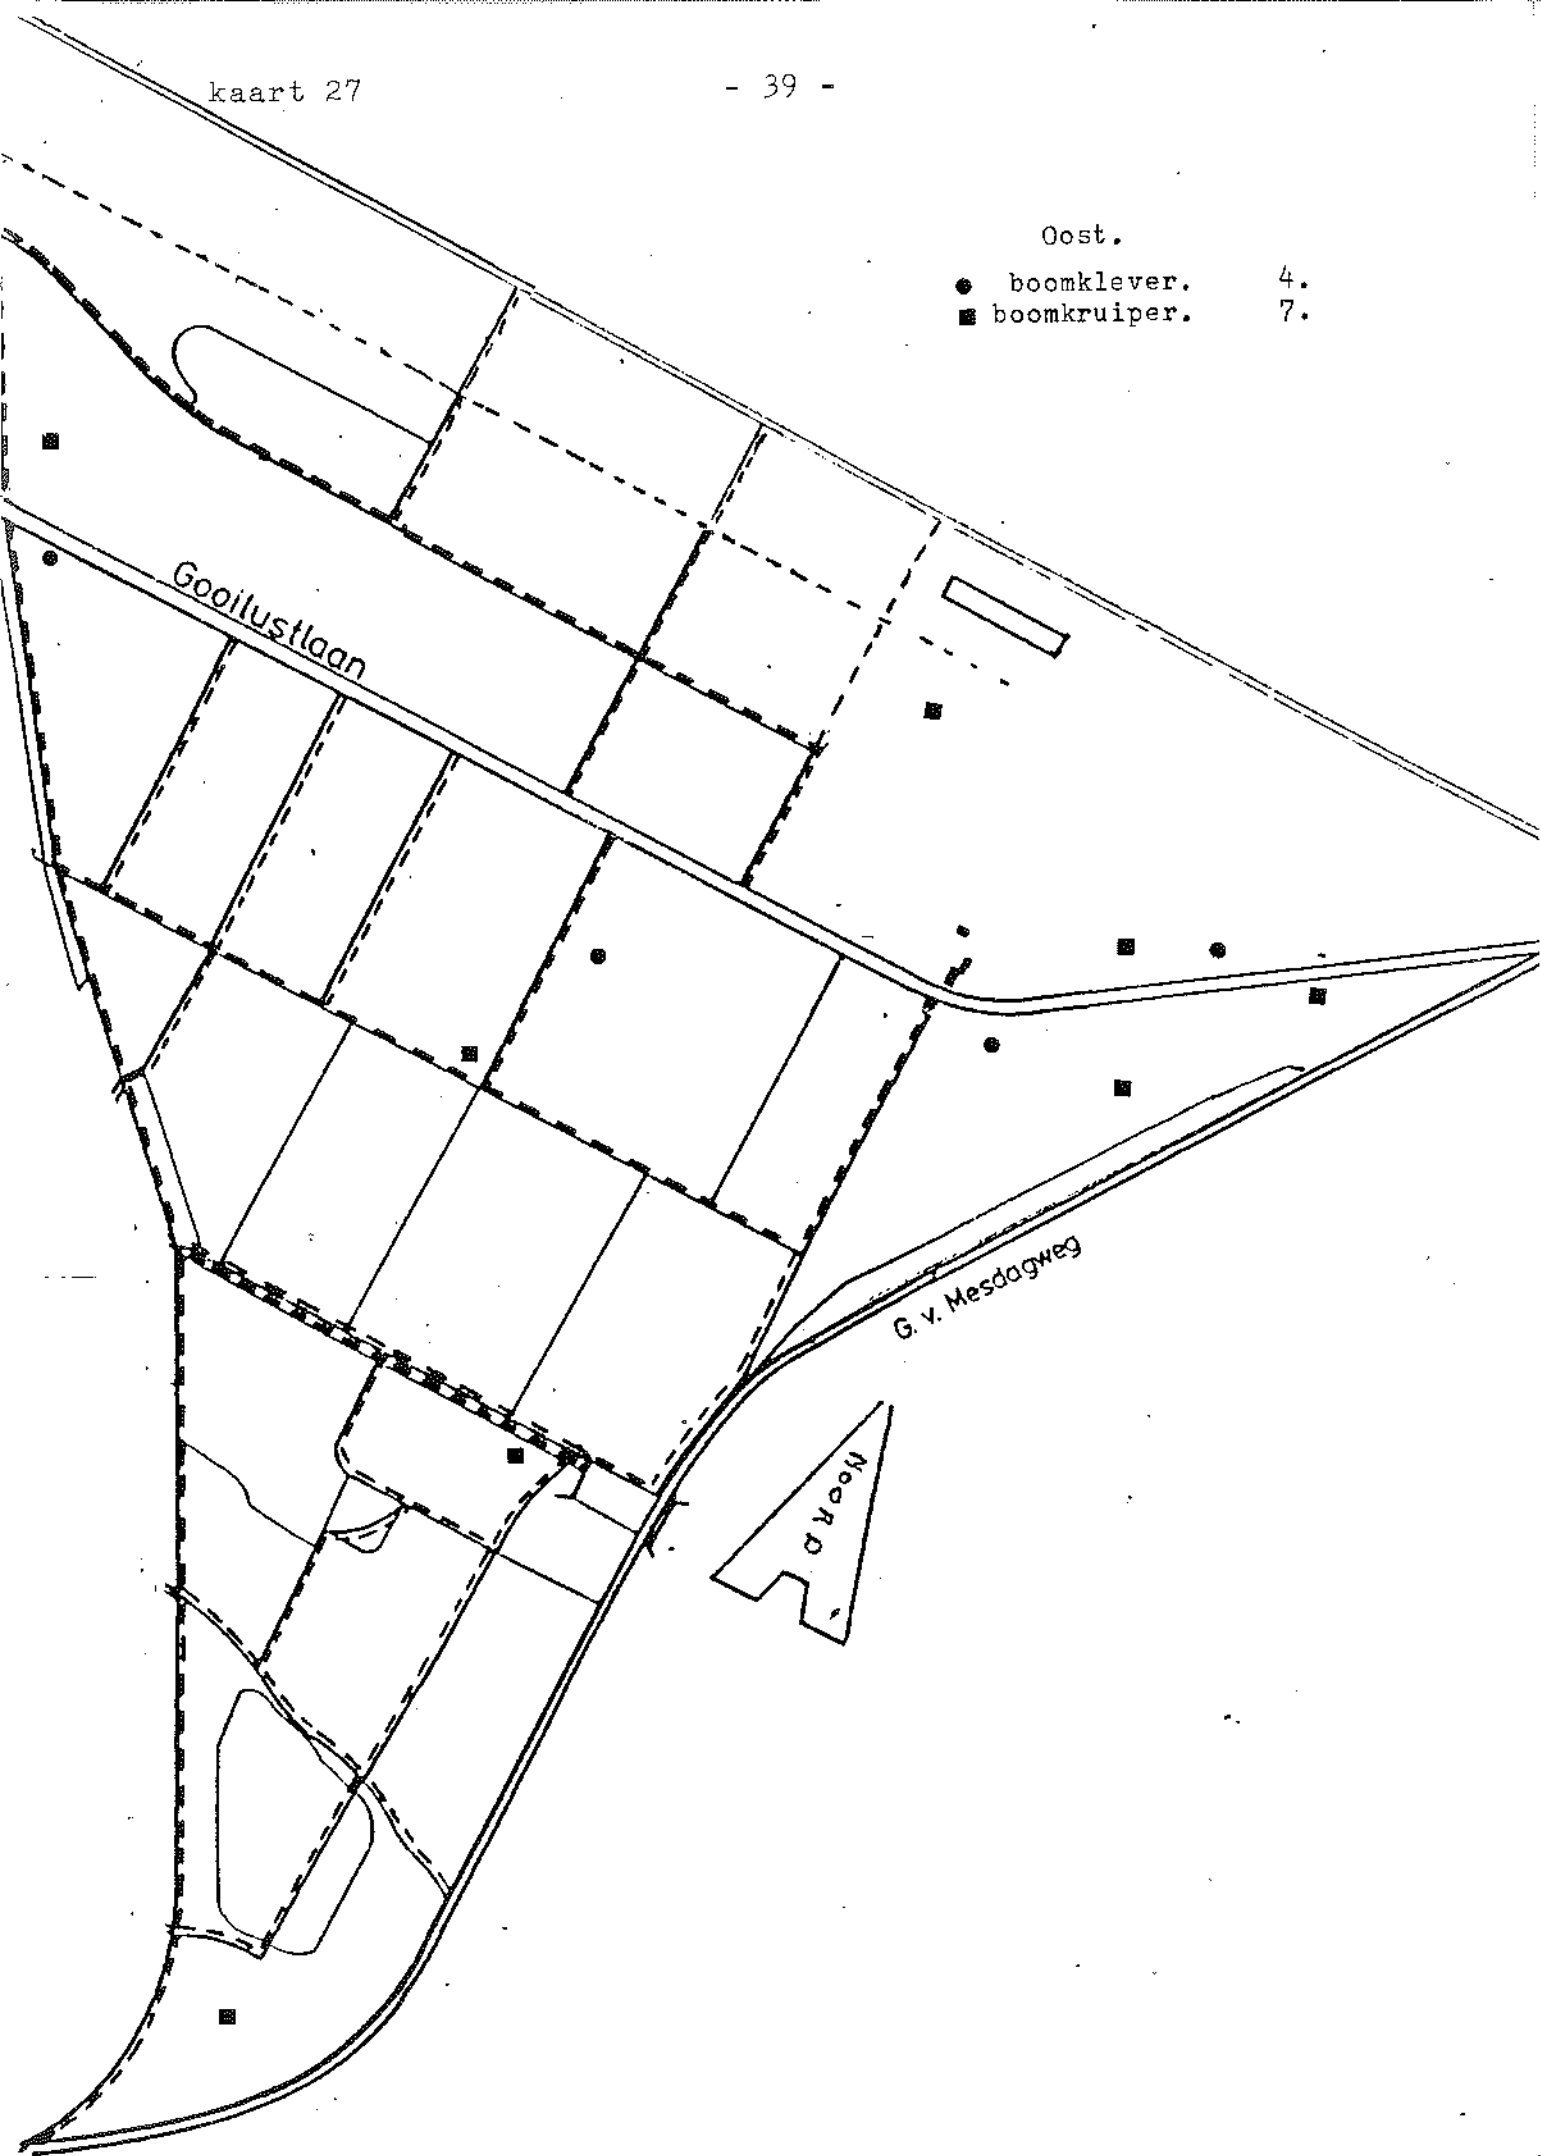 kaart 27
- 39 -
Oost.
● boomklever. 4.
■ boomkruiper. 7.
Gooilustlaan
G. v. Mesdagweg
NOORD